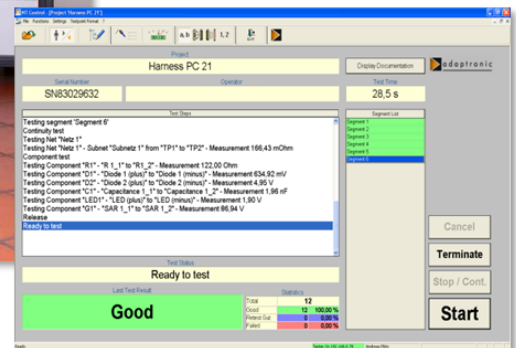 NT Control - [Project 'Harness PC 21']
File Functions Settings Testpoint Format ?
a,b
1,2
Project
Harness PC 21
Display Documentation
adaptronic
Serial Number
Operator
Test Time
SN83029632
28,5 s
Test Steps
Segment List
Testing segment 'Segment 6'
Continuity test
Testing Net "Netz 1" - Subnet "Subnetz 1" from "TP1" to "TP2" - Measurement 166,43 mOhm
Component test
Testing Component "R1" - "R 1_1" to "R1_2" - Measurement 122,00 Ohm
Testing Component "D1" - "Diode 1 (plus)" to "Diode 1 (minus)" - Measurement 634,92 mV
Testing Component "D2" - "Diode 2 (plus)" to "Diode 2 (minus)" - Measurement 4,95 V
Testing Component "C1" - "Capacitance 1_1" to "Capacitance 1_2" - Measurement 1,96 nF
Testing Component "LED1" - "LED (plus)" to "LED (minus)" - Measurement 1,90 V
Testing Component "G1" - "SAR 1_1" to "SAR 1_2" - Measurement 86,94 V
Release
Ready to test
Segment 1
Segment 2
Segment 3
Segment 4
Segment 5
Segment 6
Cancel
Terminate
Stop / Cont.
Start
Test Status
Ready to test
Last Test Result
Good
Statistics
Total 12
Good 12 100,00 %
Retest Gut 0 0,00 %
Failed 0 0,00 %
Ready